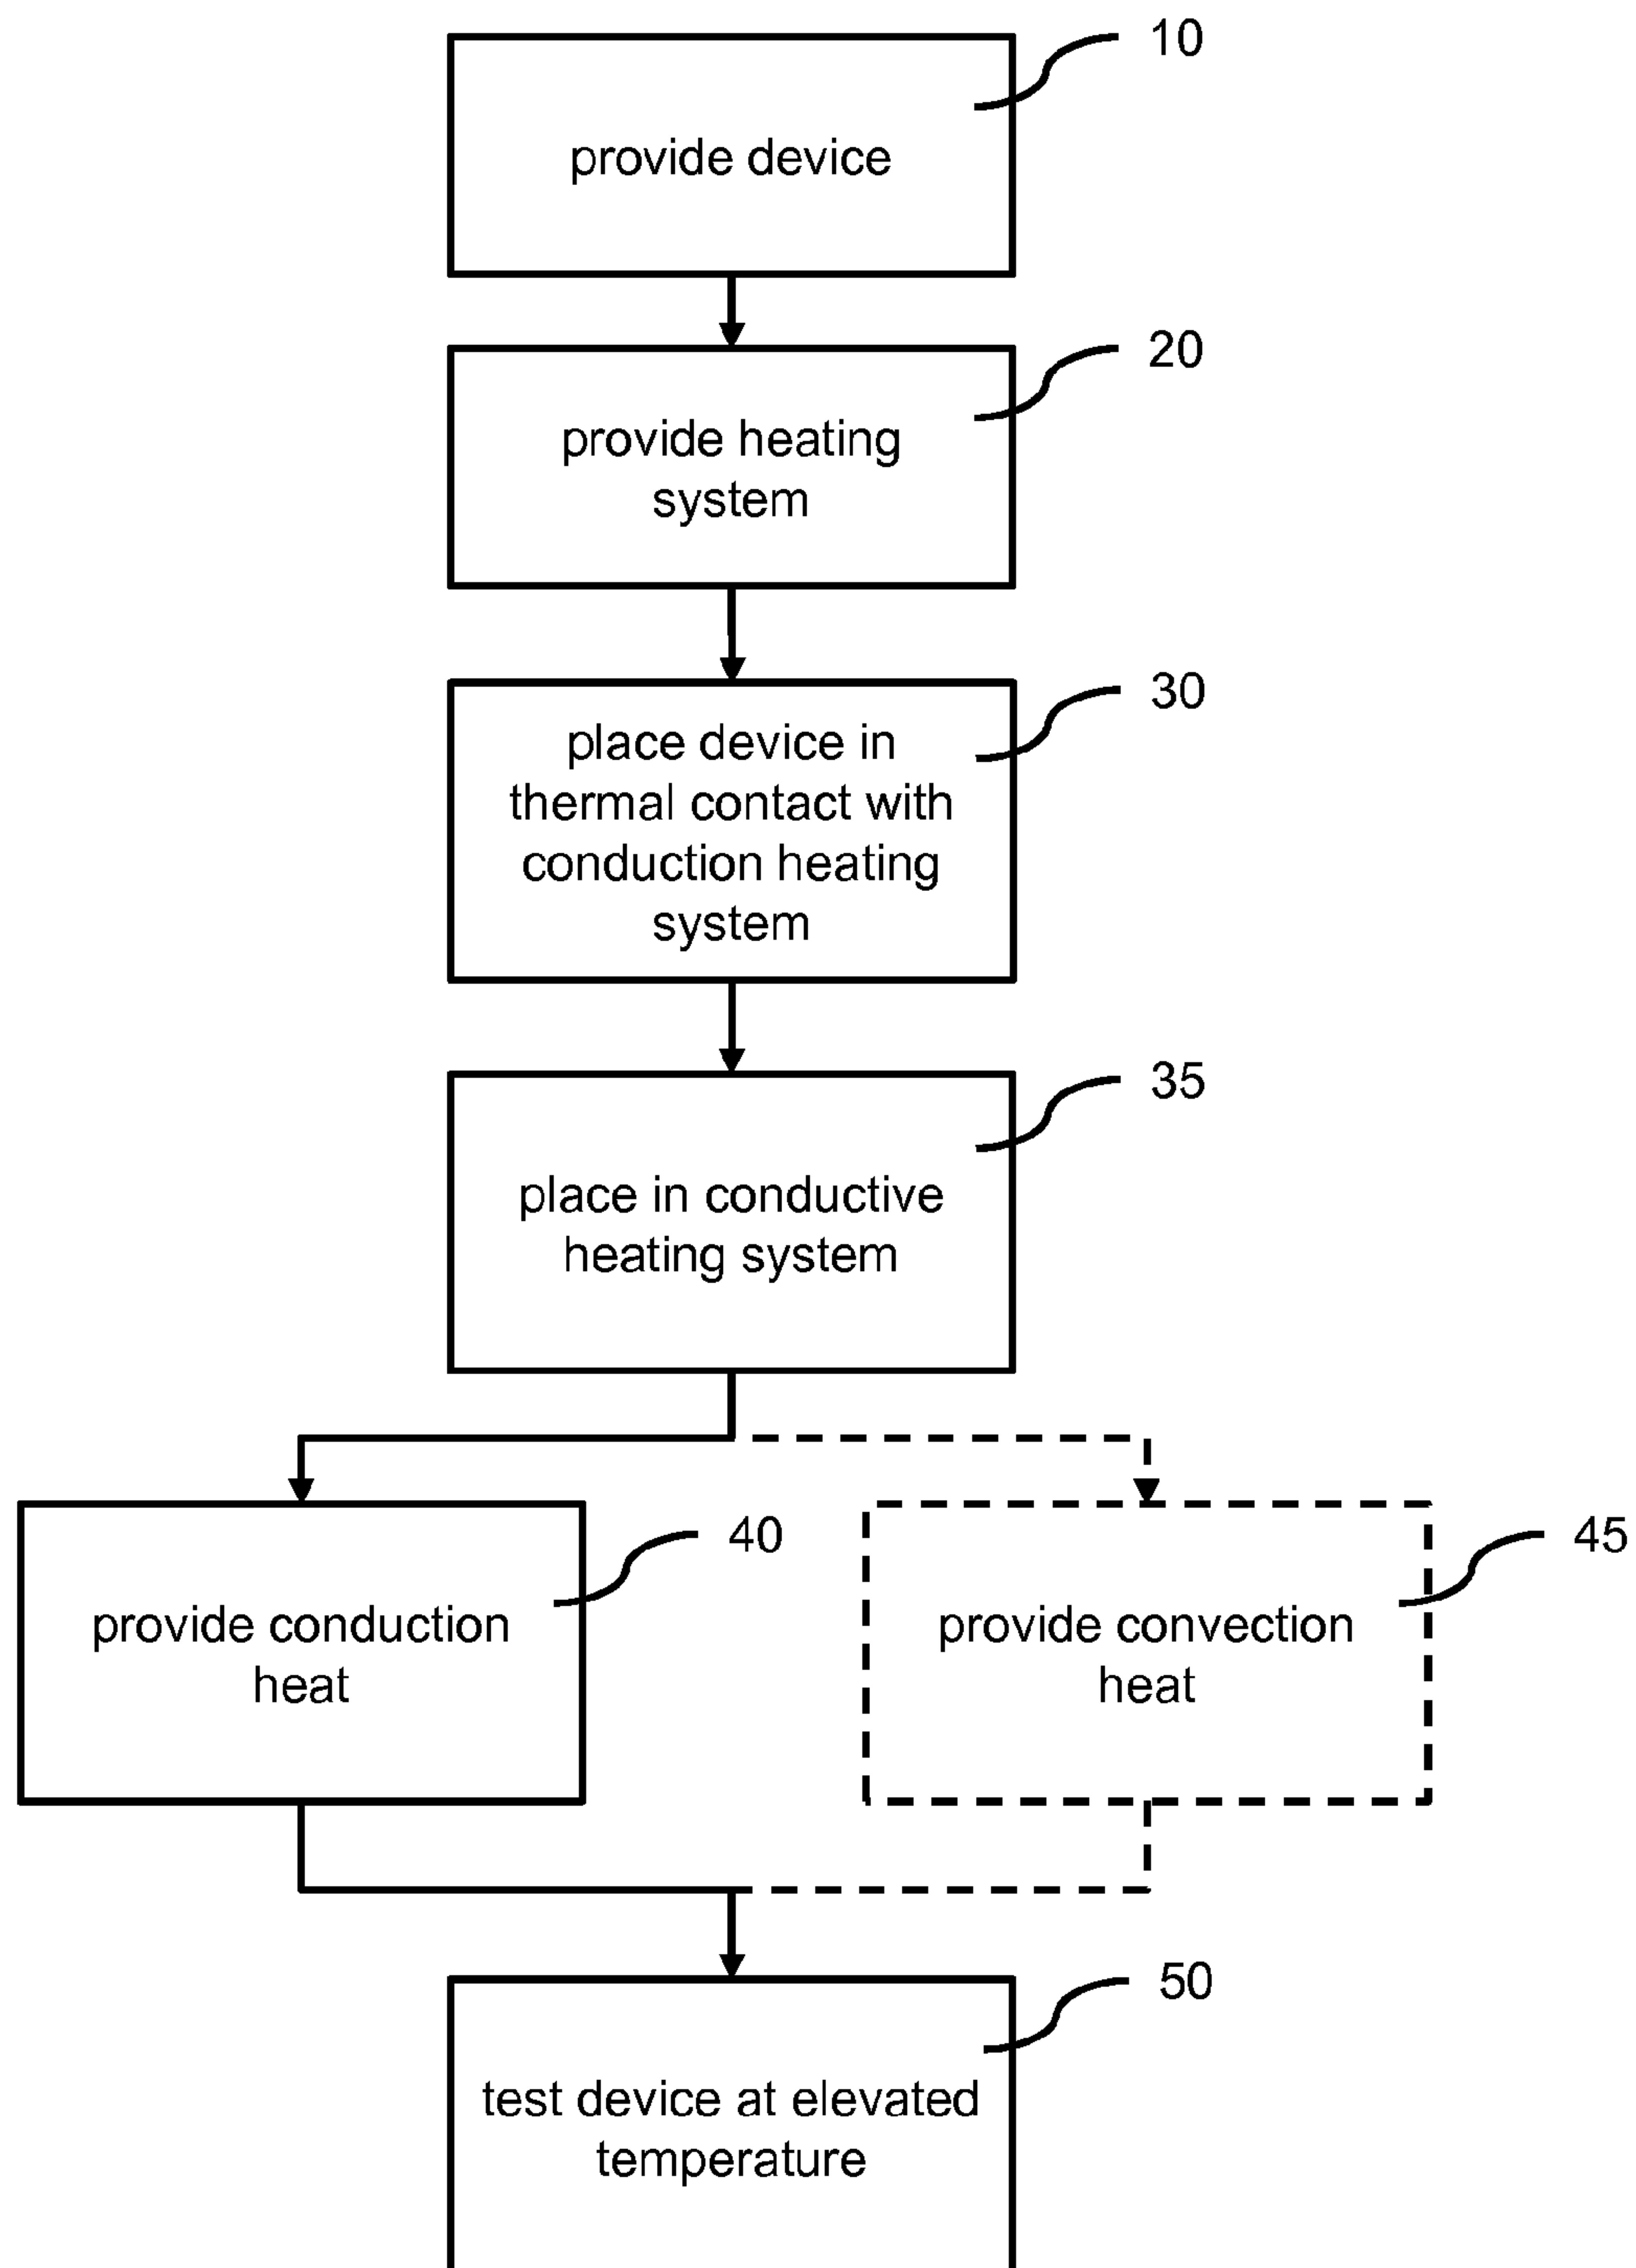 10
provide device
20
provide heating
system
30
place device in
thermal contact with
conduction heating
system
35
place in conductive
heating system
40
provide conduction
heat
45
provide convection
heat
50
test device at elevated
temperature